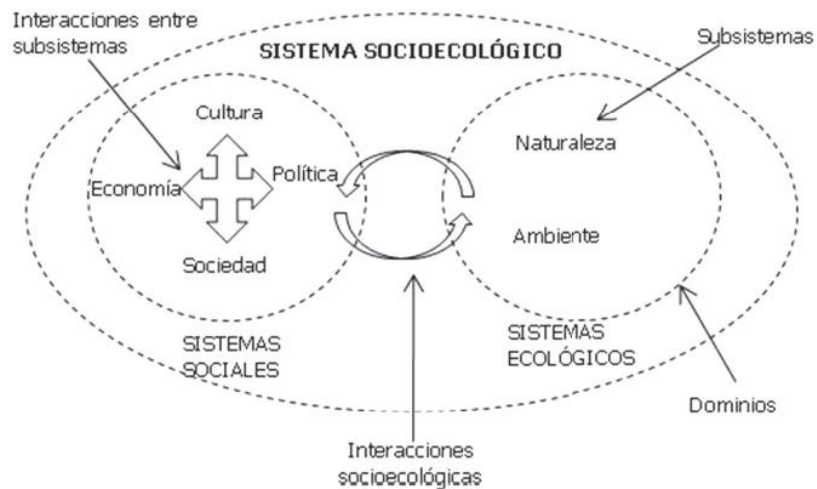 Interacciones entre
subsistemas
SISTEMA SOCIOECOLÓGICO
Subsistemas
Cultura
Naturaleza
Economía
Política
Ambiente
Sociedad
SISTEMAS
SOCIALES
SISTEMAS
ECOLÓGICOS
Dominios
Interacciones
socioecológicas